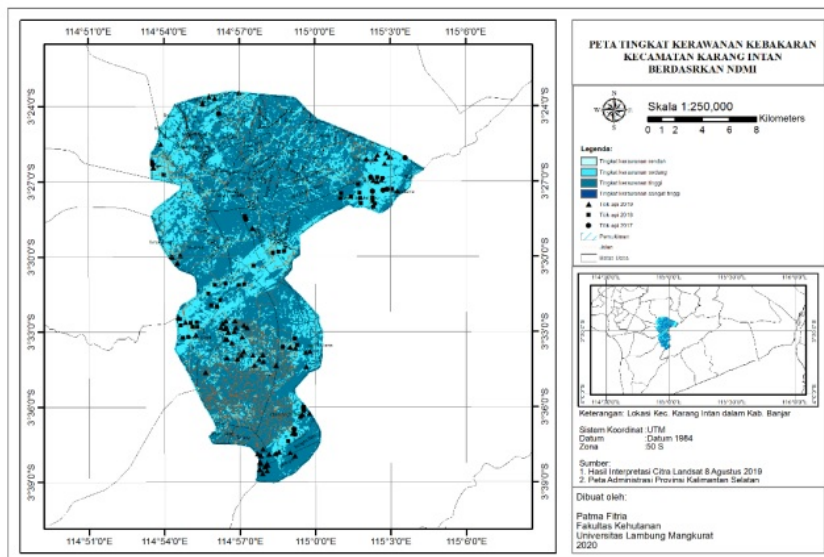 114°51'0"E 114°54'0"E 114°57'0"E 115°0'0"E 115°3'0"E 115°6'0"E
3°24'0"S 3°24'0"S
3°27'0"S 3°27'0"S
3°30'0"S 3°30'0"S
3°33'0"S 3°33'0"S
3°36'0"S 3°36'0"S
3°39'0"S 3°39'0"S
114°51'0"E 114°54'0"E 114°57'0"E 115°0'0"E 115°3'0"E 115°6'0"E
PETA TINGKAT KERAWANAN KEBAKARAN
KECAMATAN KARANG INTAN
BERDASRKAN NDMI
N
W E
S
Skala 1:250,000
Kilometers
0 1 2 4 6 8
Legenda:
Tingkat kerawanan rendah
Tingkat kerawanan sedang
Tingkat kerawanan tinggi
Tingkat kerawanan sangat tinggi
Titik api 2019
Titik api 2018
Titik api 2017
Pemukiman
Jalan
Keterangan: Lokasi Kec. Karang Intan dalam Kab. Banjar
Sistem Koordinat :UTM
Datum :Datum 1984
Zona :50 S
Sumber:
1. Hasil Interpretasi Citra Landsat 8 Agustus 2019
2. Peta Administrasi Provinsi Kalimantan Selatan
Dibuat oleh:
Patma Fitria
Fakultas Kehutanan
Universitas Lambung Mangkurat
2020